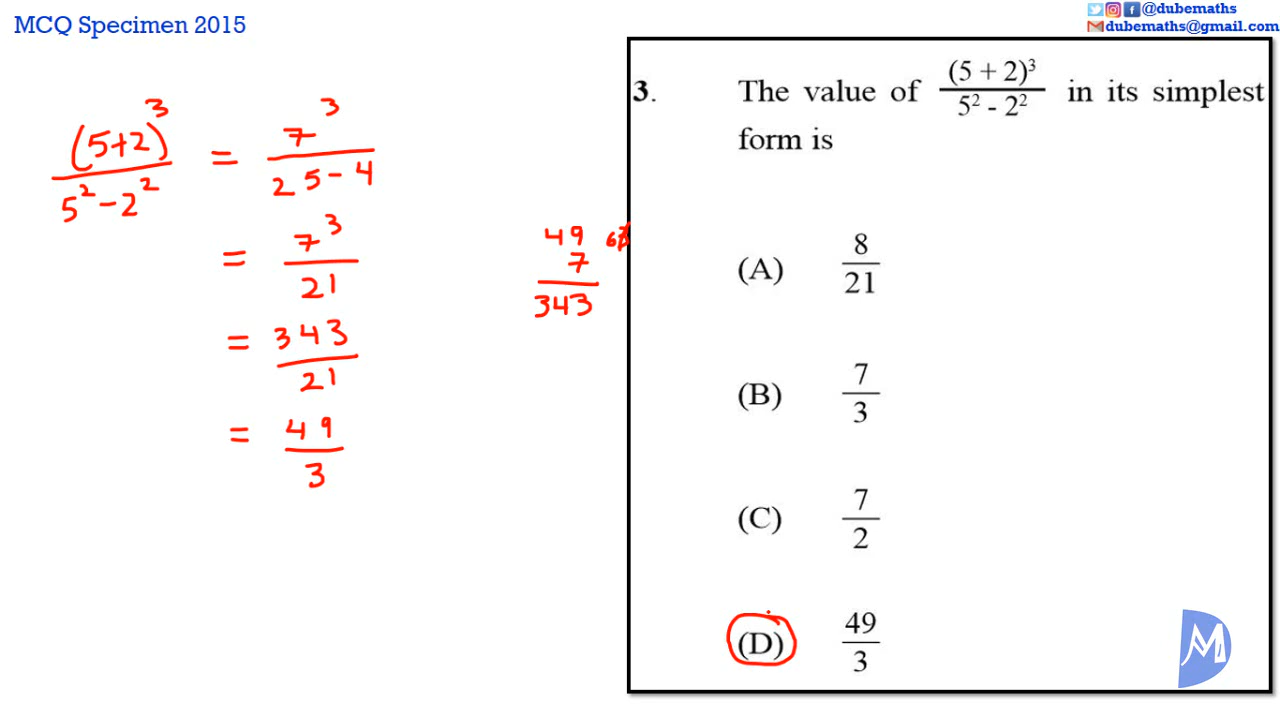 MCQ Specimen 2015
@dubemaths
dubemaths@gmail.com
(5+2)³ / 5²-2² = 7³ / 25-4
= 7³ / 21
= 343 / 21
= 49 / 3
49
7
343
3. The value of (5 + 2)³ / 5² - 2² in its simplest
form is
(A) 8 / 21
(B) 7 / 3
(C) 7 / 2
(D) 49 / 3
M